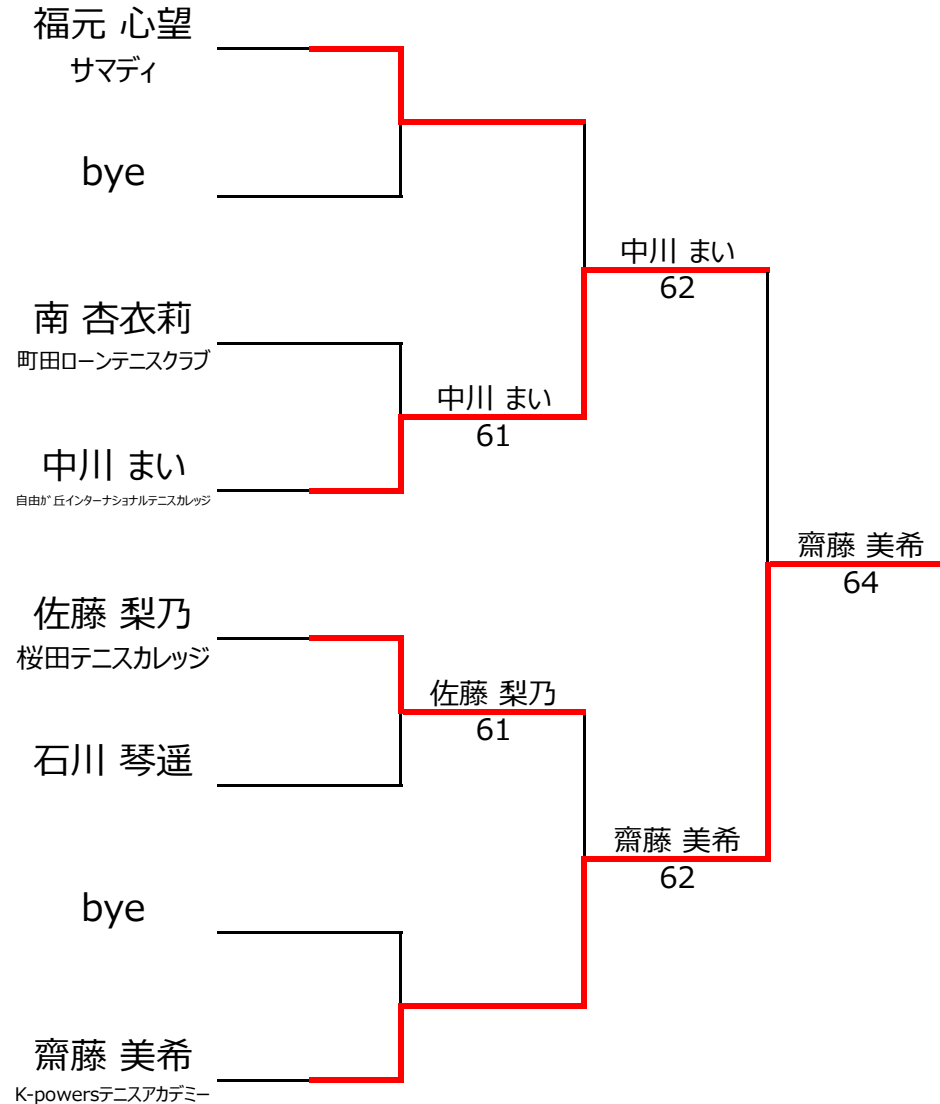 福元 心望
サマディ
bye
南 杏衣莉
町田ローンテニスクラブ
中川 まい
自由が丘インターナショナルテニスカレッジ
佐藤 梨乃
桜田テニスカレッジ
石川 琴遥
bye
齋藤 美希
K-powersテニスアカデミー
中川 まい
61
佐藤 梨乃
61
中川 まい
62
齋藤 美希
62
齋藤 美希
64